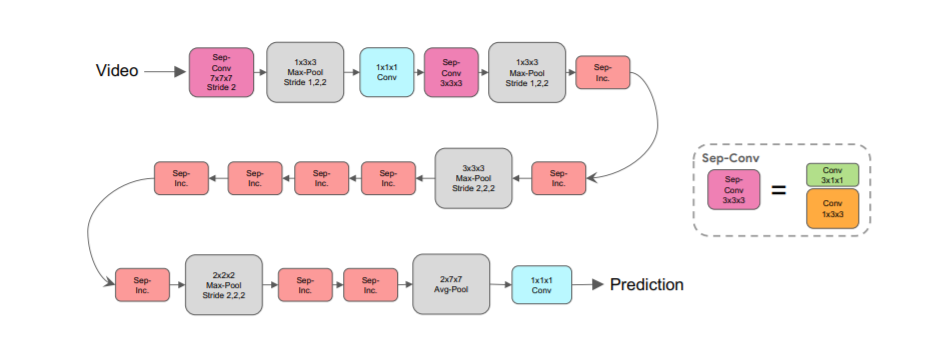 Video
Sep-
Conv
7x7x7
Stride 2
1x3x3
Max-Pool
Stride 1,2,2
1x1x1
Conv
Sep-
Conv
3x3x3
1x3x3
Max-Pool
Stride 1,2,2
Sep-
Inc.
Sep-
Inc.
Sep-
Inc.
Sep-
Inc.
Sep-
Inc.
3x3x3
Max-Pool
Stride 2,2,2
Sep-
Inc.
Sep-Conv
Sep-
Conv
3x3x3
=
Conv
3x1x1
Conv
1x3x3
Sep-
Inc.
2x2x2
Max-Pool
Stride 2,2,2
Sep-
Inc.
Sep-
Inc.
2x7x7
Avg-Pool
1x1x1
Conv
Prediction